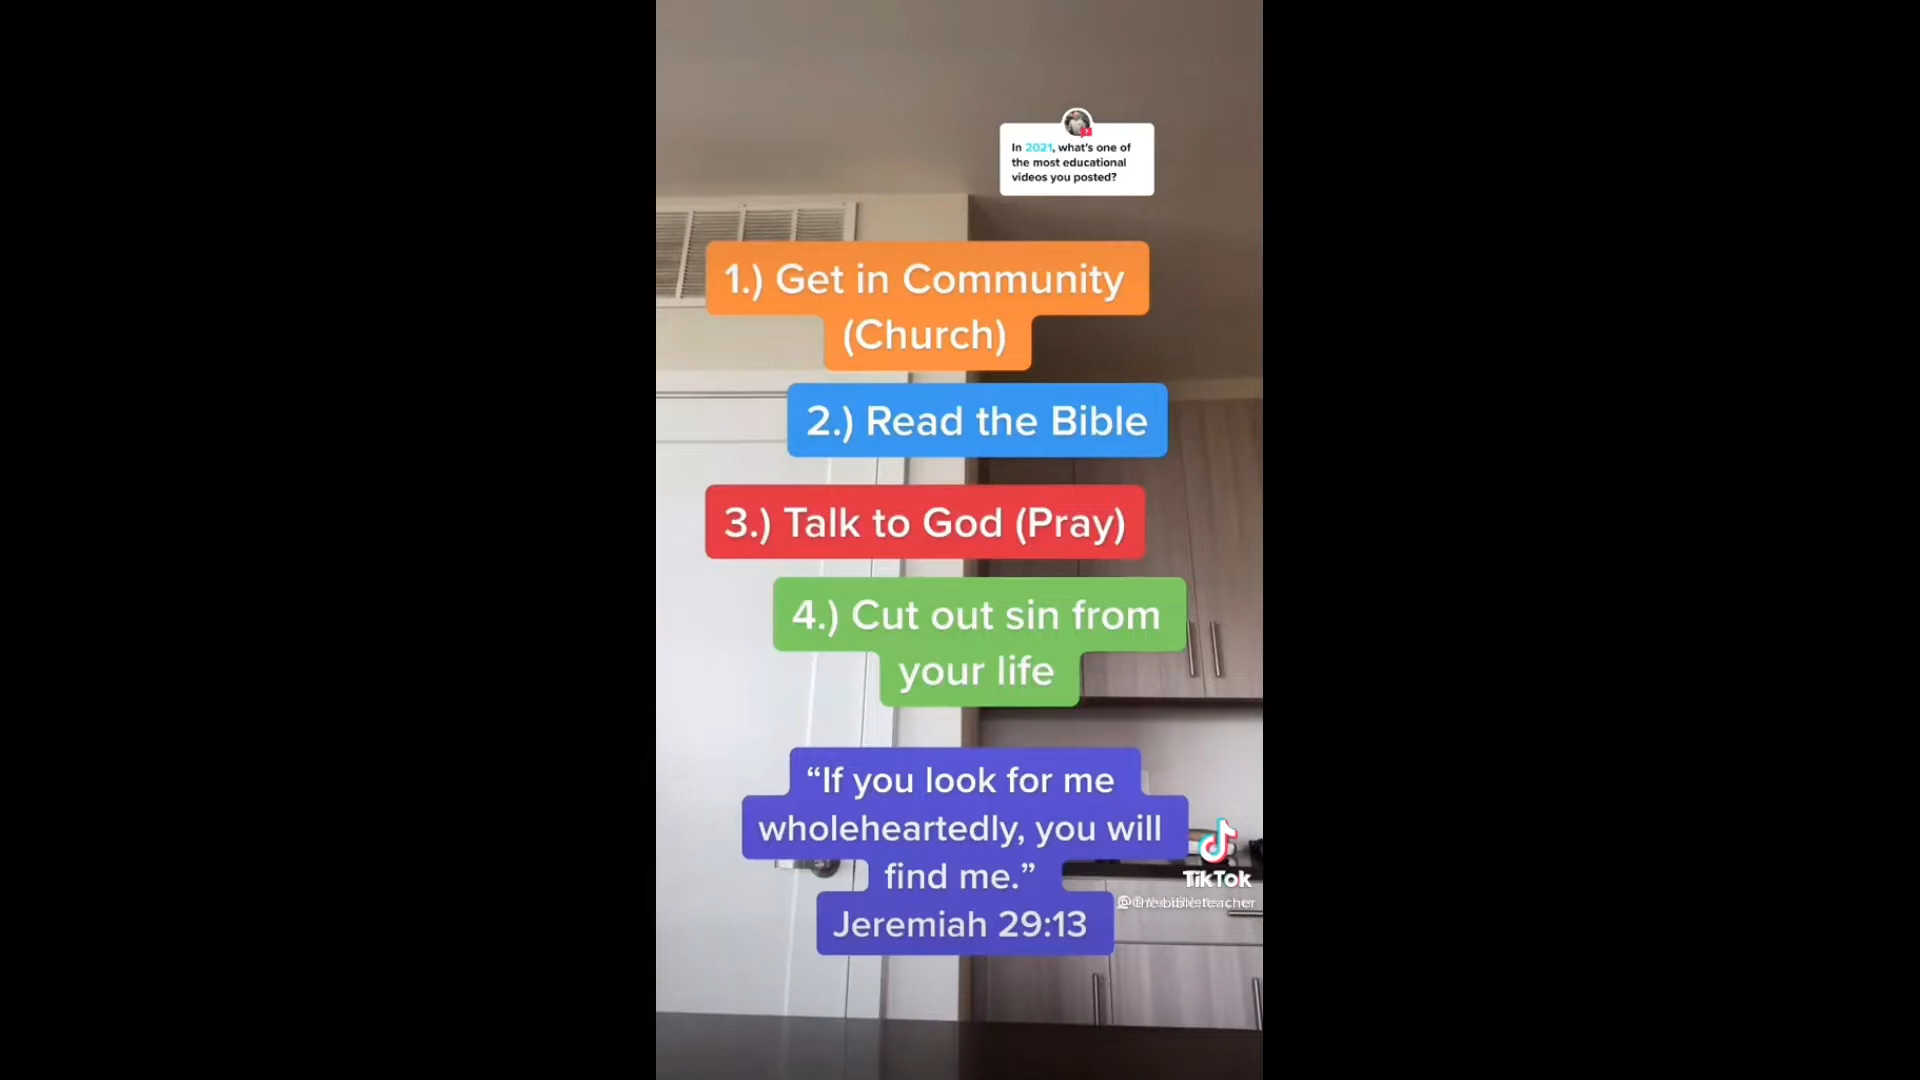 In 2021, what's one of
the most educational
videos you posted?
1.) Get in Community
(Church)
2.) Read the Bible
3.) Talk to God (Pray)
4.) Cut out sin from
your life
“If you look for me
wholeheartedly, you will
find me.”
Jeremiah 29:13
TikTok